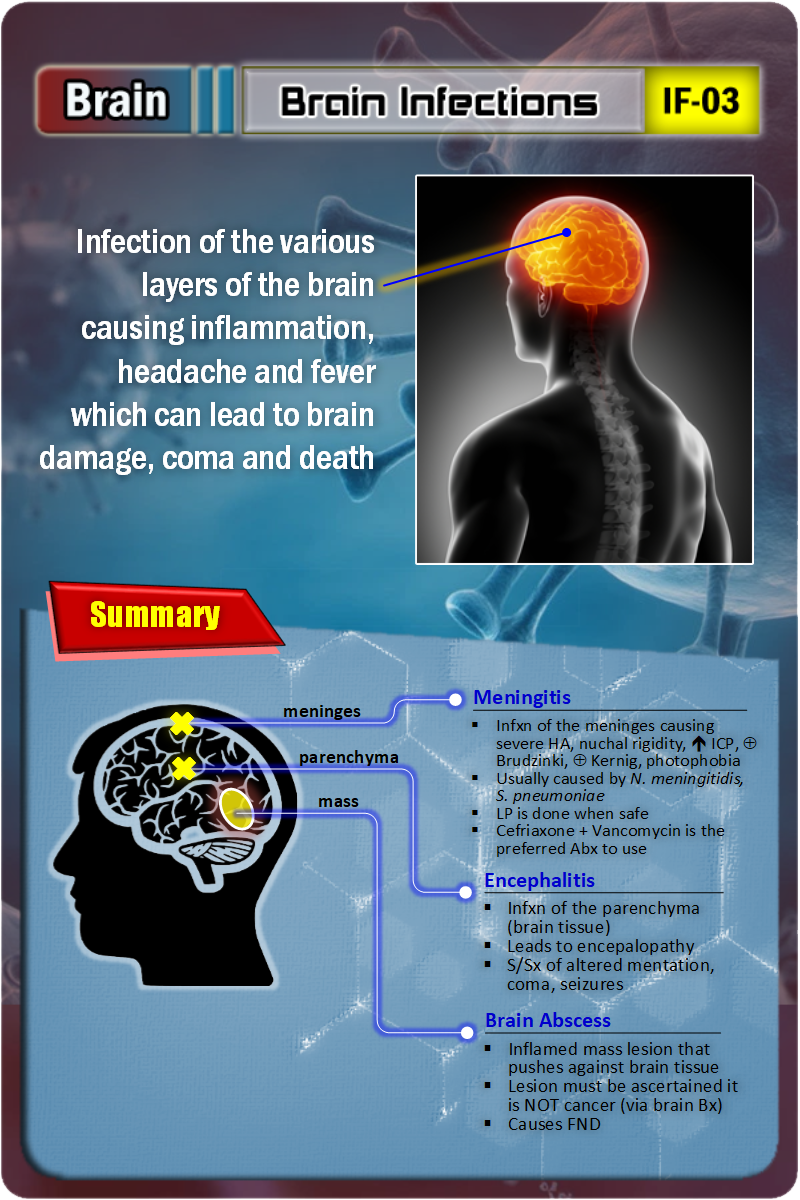 Brain
Brain Infections
IF-03
Infection of the various
layers of the brain
causing inflammation,
headache and fever
which can lead to brain
damage, coma and death
Summary
meninges
parenchyma
mass
Meningitis
▪ Infxn of the meninges causing
severe HA, nuchal rigidity, 🡅 ICP, ⊕
Brudzinki, ⊕ Kernig, photophobia
▪ Usually caused by N. meningitidis,
S. pneumoniae
▪ LP is done when safe
▪ Cefriaxone + Vancomycin is the
preferred Abx to use
Encephalitis
▪ Infxn of the parenchyma
(brain tissue)
▪ Leads to encepalopathy
▪ S/Sx of altered mentation,
coma, seizures
Brain Abscess
▪ Inflamed mass lesion that
pushes against brain tissue
▪ Lesion must be ascertained it
is NOT cancer (via brain Bx)
▪ Causes FND